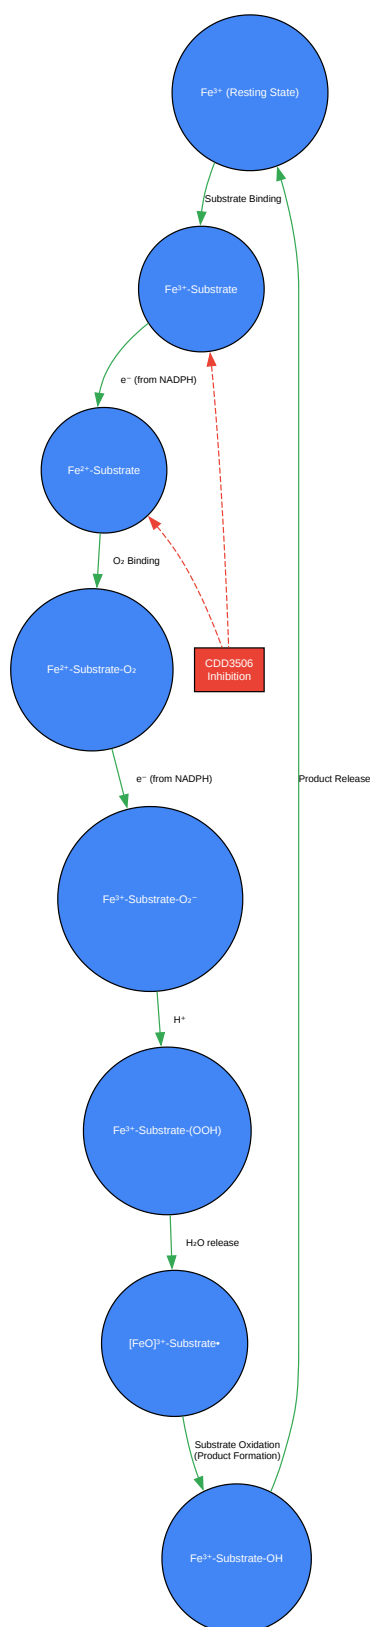 Fe³⁺ (Resting State)
Substrate Binding
Fe³⁺-Substrate
e⁻ (from NADPH)
Fe²⁺-Substrate
O₂ Binding
Fe²⁺-Substrate-O₂
CDD3506
Inhibition
e⁻ (from NADPH)
Product Release
Fe³⁺-Substrate-O₂⁻
H⁺
Fe³⁺-Substrate-(OOH)
H₂O release
[FeO]³⁺-Substrate•
Substrate Oxidation
(Product Formation)
Fe³⁺-Substrate-OH